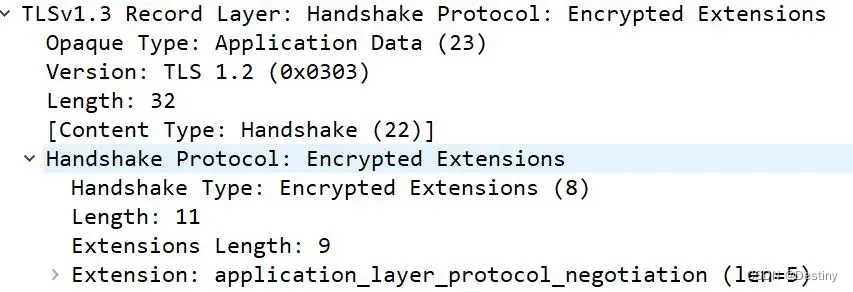 TLSv1.3 Record Layer: Handshake Protocol: Encrypted Extensions
Opaque Type: Application Data (23)
Version: TLS 1.2 (0x0303)
Length: 32
[Content Type: Handshake (22)]
Handshake Protocol: Encrypted Extensions
Handshake Type: Encrypted Extensions (8)
Length: 11
Extensions Length: 9
Extension: application_layer_protocol_negotiation (len=5)
CSDN @Destiny